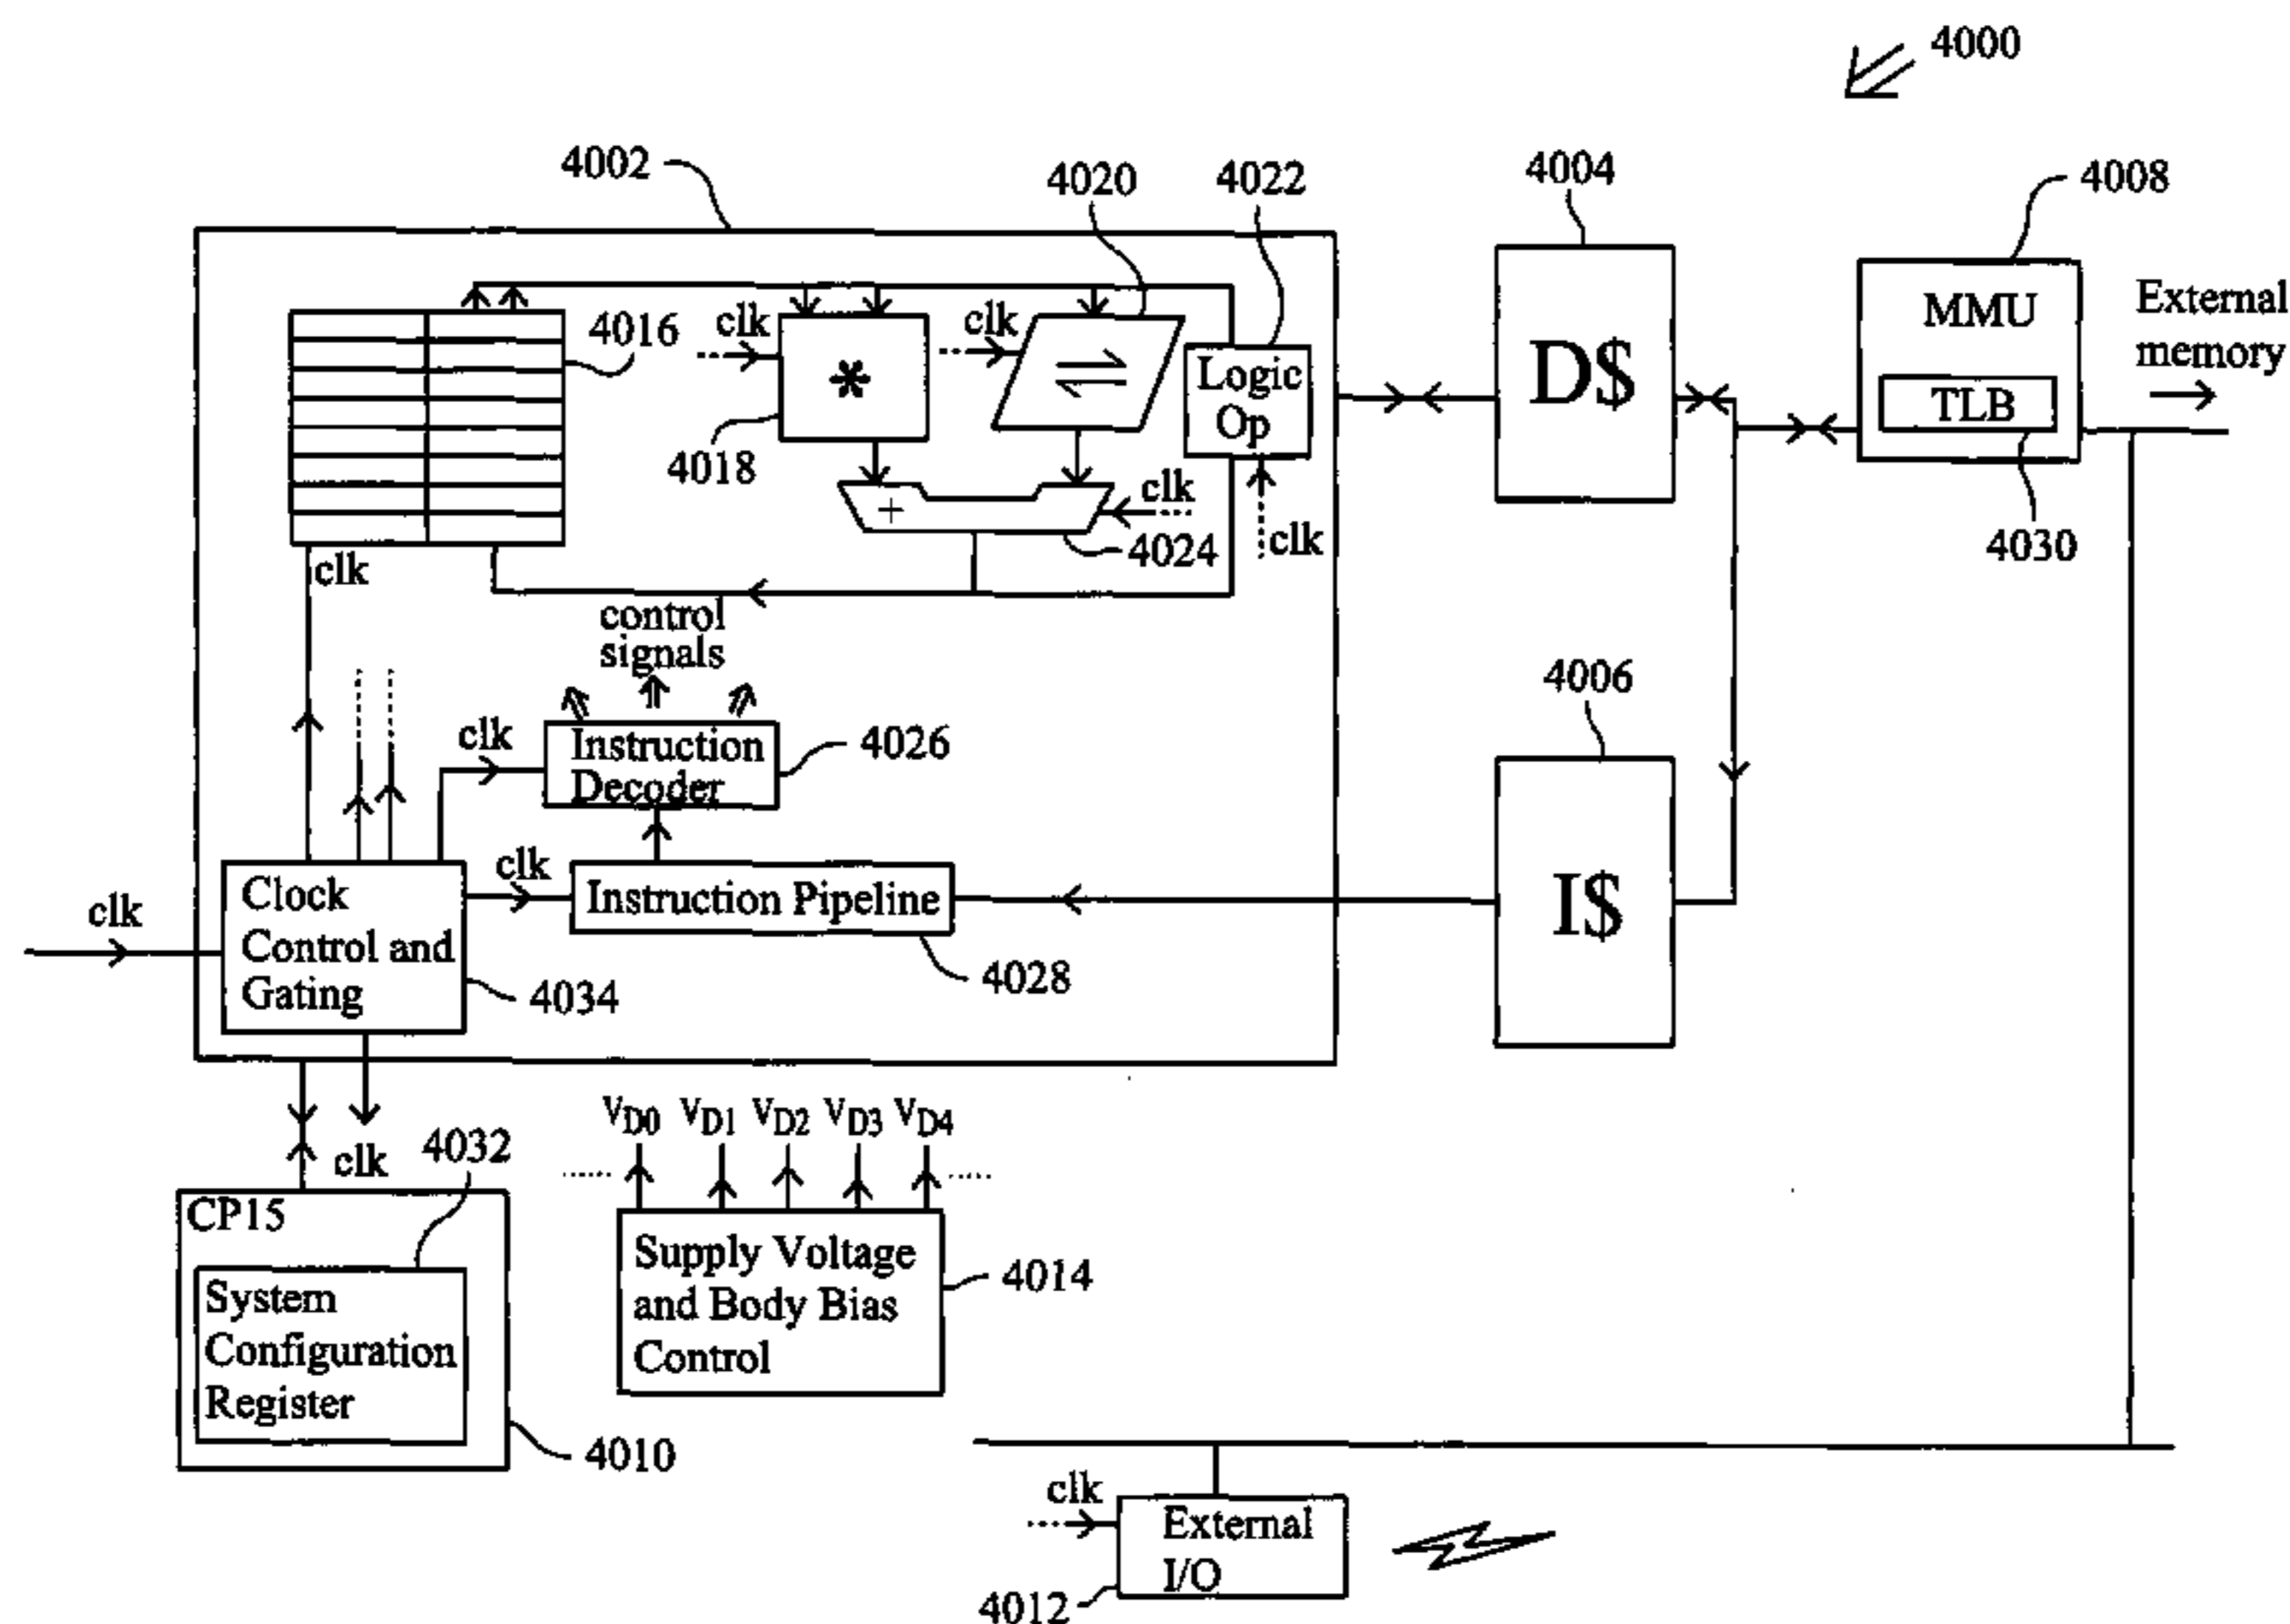 4000
4002
4020
4022
4004
4008
4016
clk
clk
*
4018
Logic
Op
D$
MMU
TLB
External
memory
+
clk
4024
clk
4030
clk
control
signals
4006
clk
Instruction
Decoder
4026
clk
Clock
Control and
Gating
clk
Instruction Pipeline
I$
4034
4028
clk
4032
CP15
System
Configuration
Register
4010
VD0 VD1 VD2 VD3 VD4
Supply Voltage
and Body Bias
Control
4014
clk
External
I/O
4012